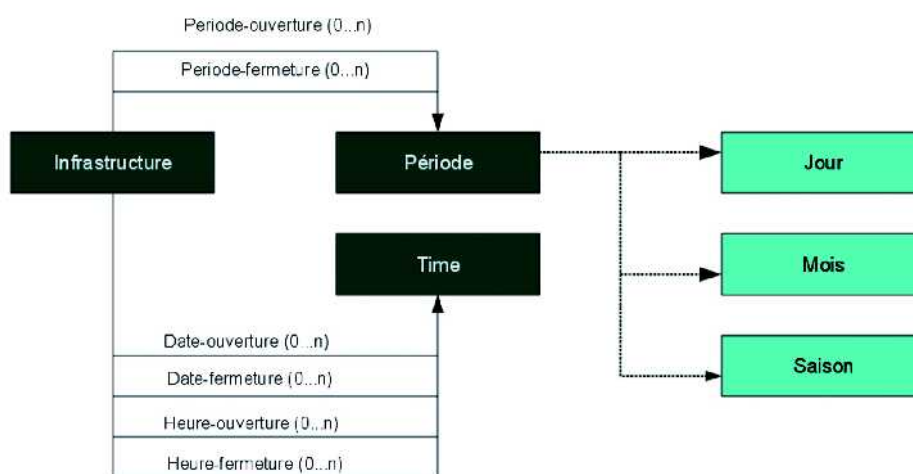 Periode-ouverture (0...n)
Periode-fermeture (0...n)
Infrastructure
Période
Jour
Time
Mois
Date-ouverture (0...n)
Saison
Date-fermeture (0...n)
Heure-ouverture (0...n)
Heure-fermeture (0...n)